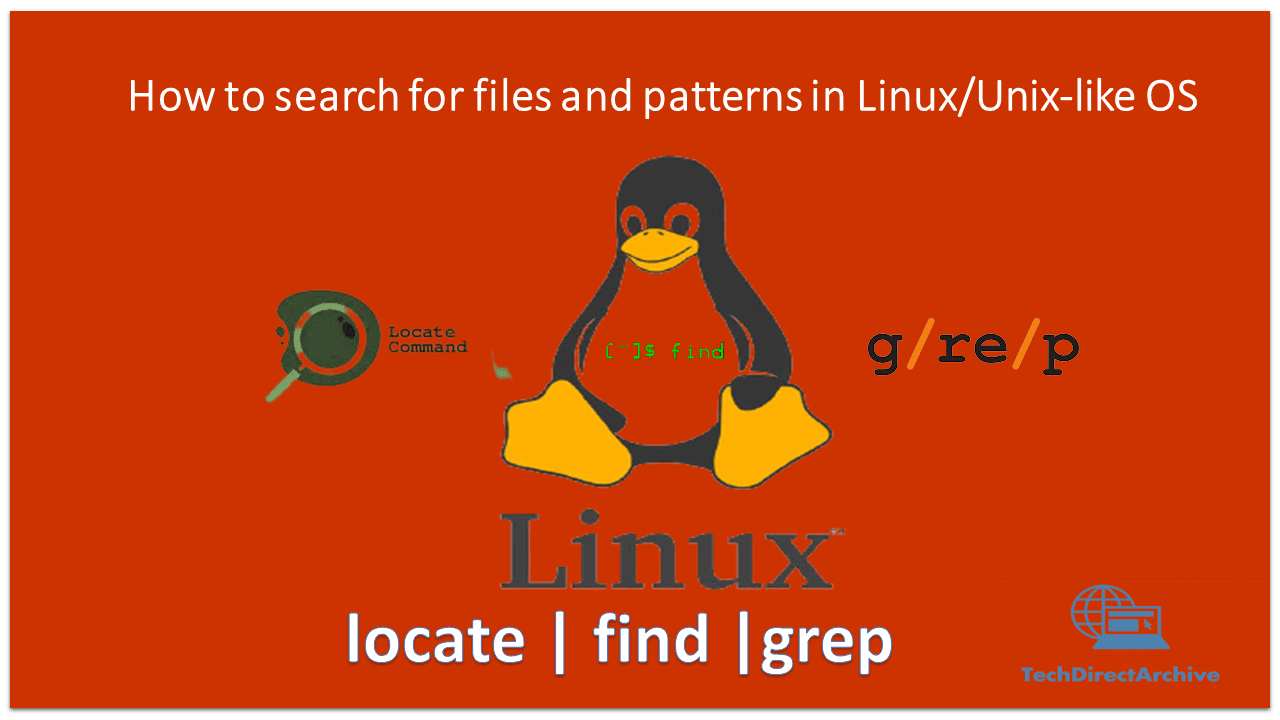 How to search for files and patterns in Linux/Unix-like OS
Locate
Command
[~]$ find
g/re/p
Linux™
locate | find |grep
TechDirectArchive